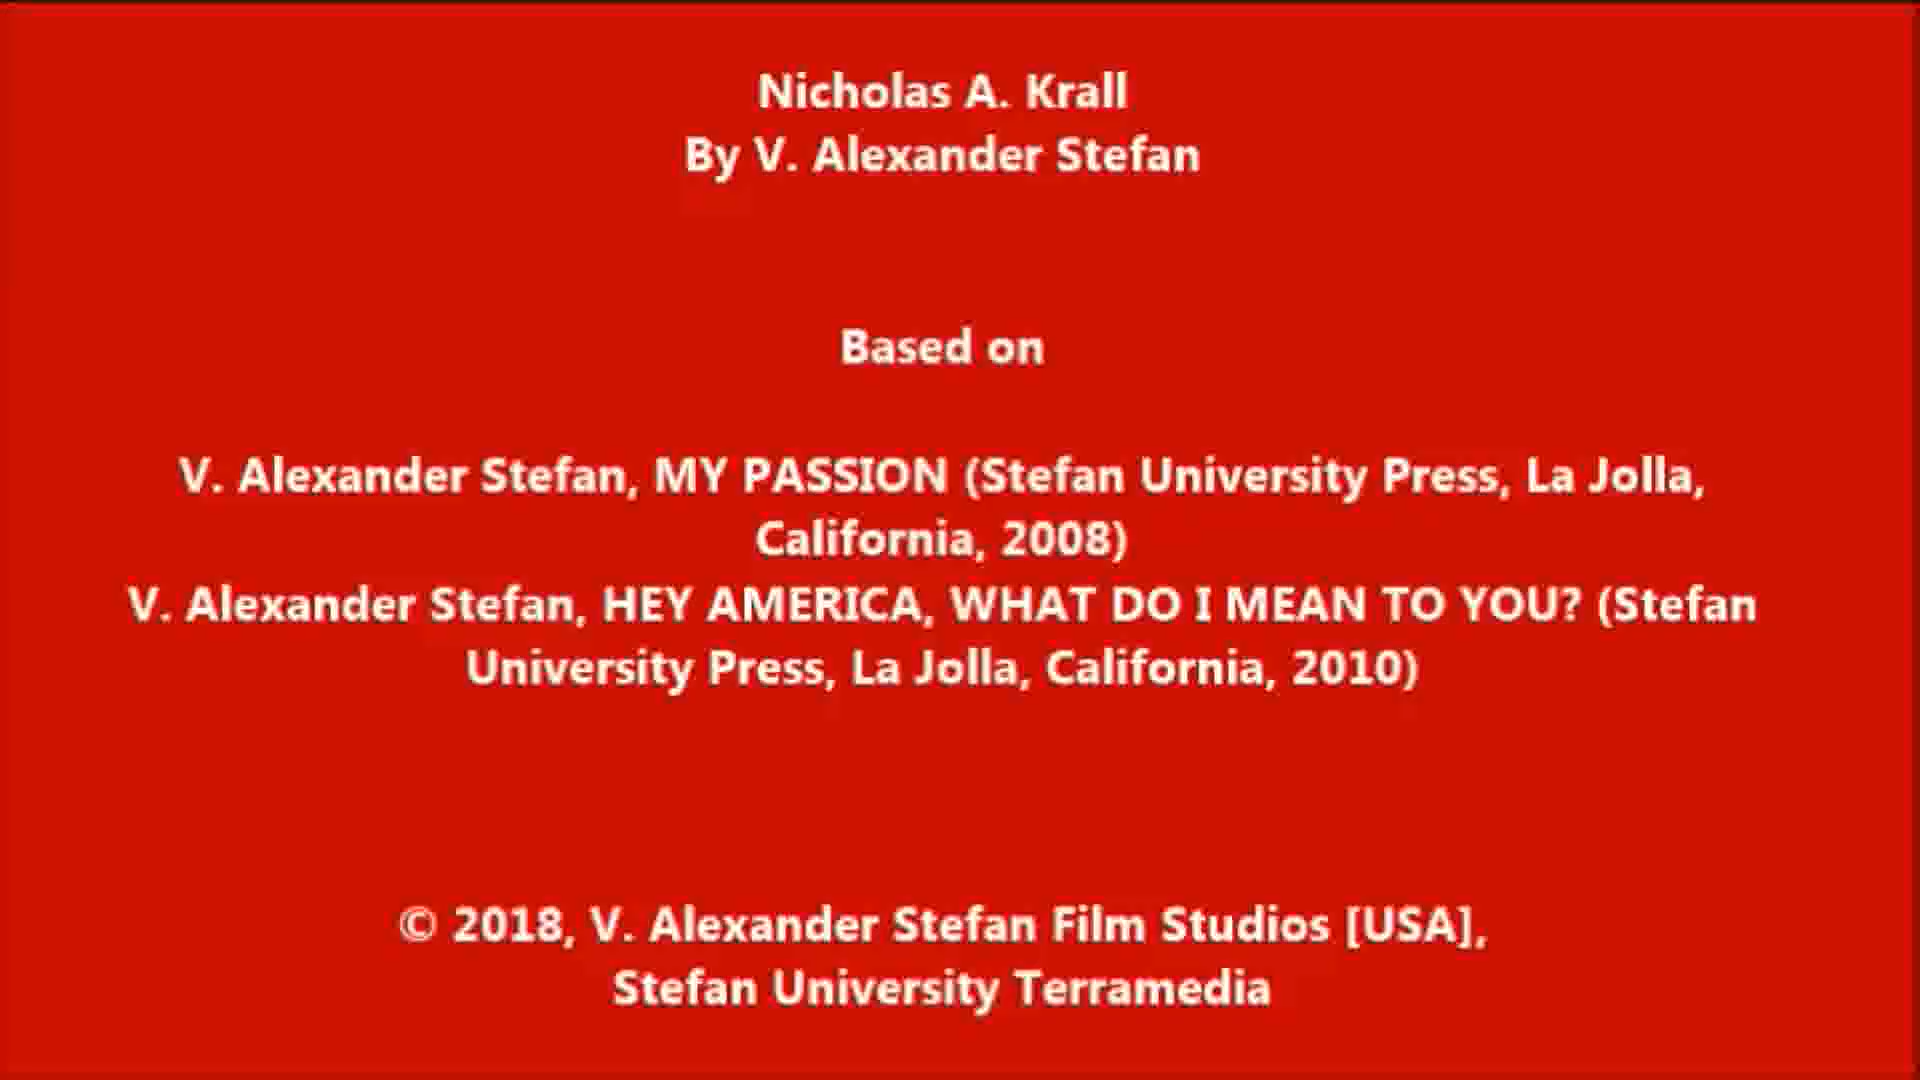 Nicholas A. Krall
By V. Alexander Stefan
Based on
V. Alexander Stefan, MY PASSION (Stefan University Press, La Jolla,
California, 2008)
V. Alexander Stefan, HEY AMERICA, WHAT DO I MEAN TO YOU? (Stefan
University Press, La Jolla, California, 2010)
© 2018, V. Alexander Stefan Film Studios [USA],
Stefan University Terramedia